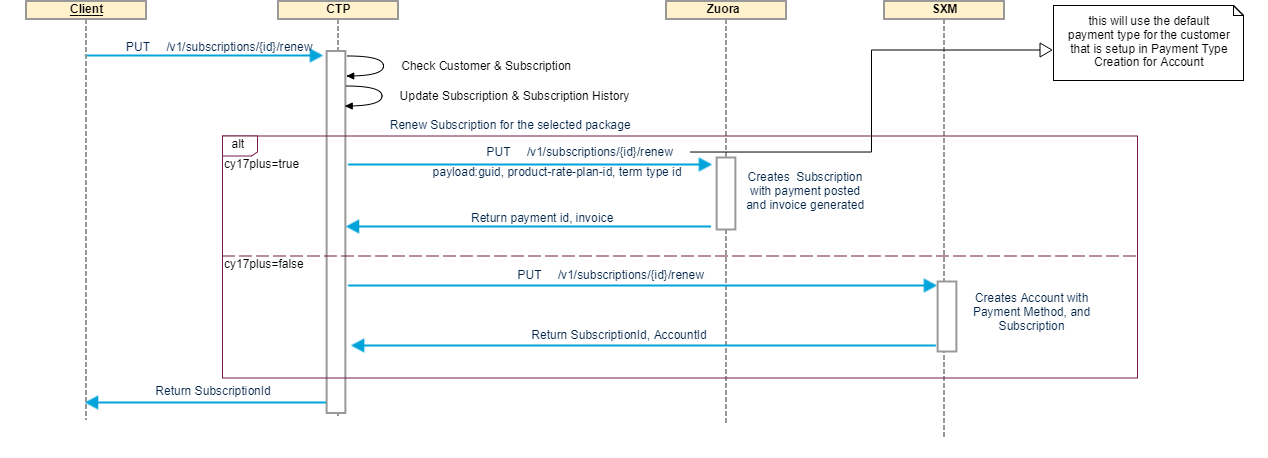 Client
CTP
Zuora
SXM
this will use the default
payment type for the customer
that is setup in Payment Type
Creation for Account
PUT /v1/subscriptions/{id}/renew
Check Customer & Subscription
Update Subscription & Subscription History
Renew Subscription for the selected package
alt
cy17plus=true
PUT /v1/subscriptions/{id}/renew
payload:guid, product-rate-plan-id, term type id
Creates Subscription
with payment posted
and invoice generated
Return payment id, invoice
cy17plus=false
PUT /v1/subscriptions/{id}/renew
Creates Account with
Payment Method, and
Subscription
Return SubscriptionId, AccountId
Return SubscriptionId